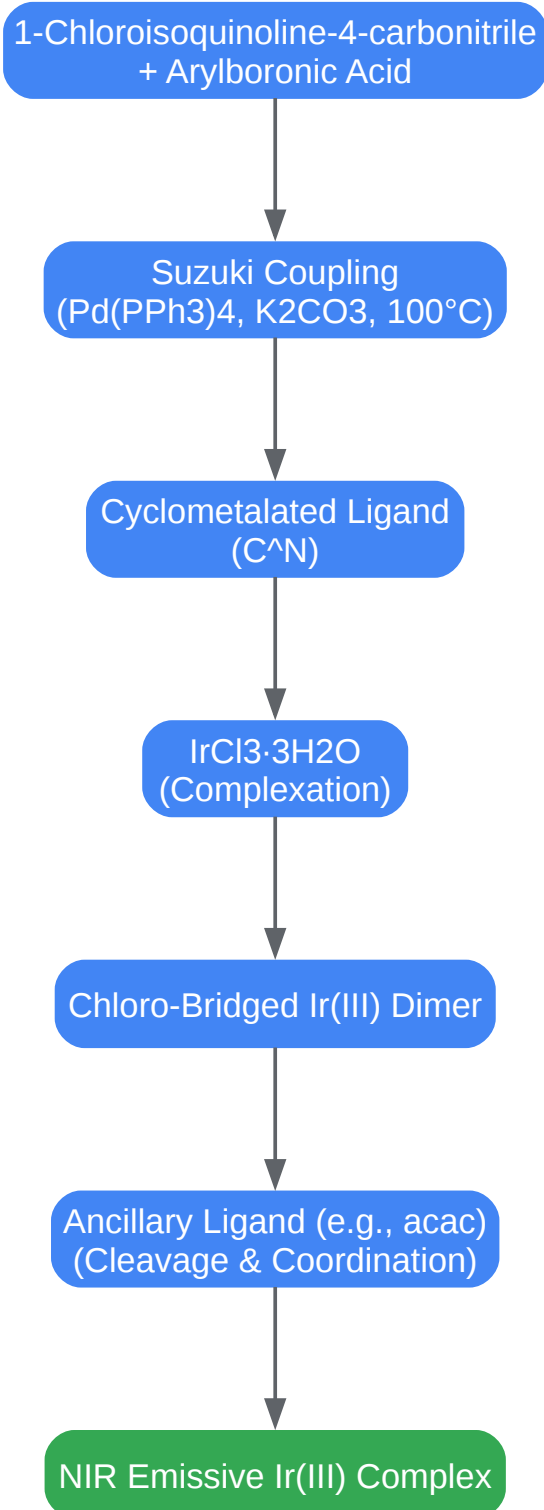 1-Chloroisoquinoline-4-carbonitrile
+ Arylboronic Acid
Suzuki Coupling
(Pd(PPh3)4, K2CO3, 100°C)
Cyclometalated Ligand
(C^N)
IrCl3·3H2O
(Complexation)
Chloro-Bridged Ir(III) Dimer
Ancillary Ligand (e.g., acac)
(Cleavage & Coordination)
NIR Emissive Ir(III) Complex